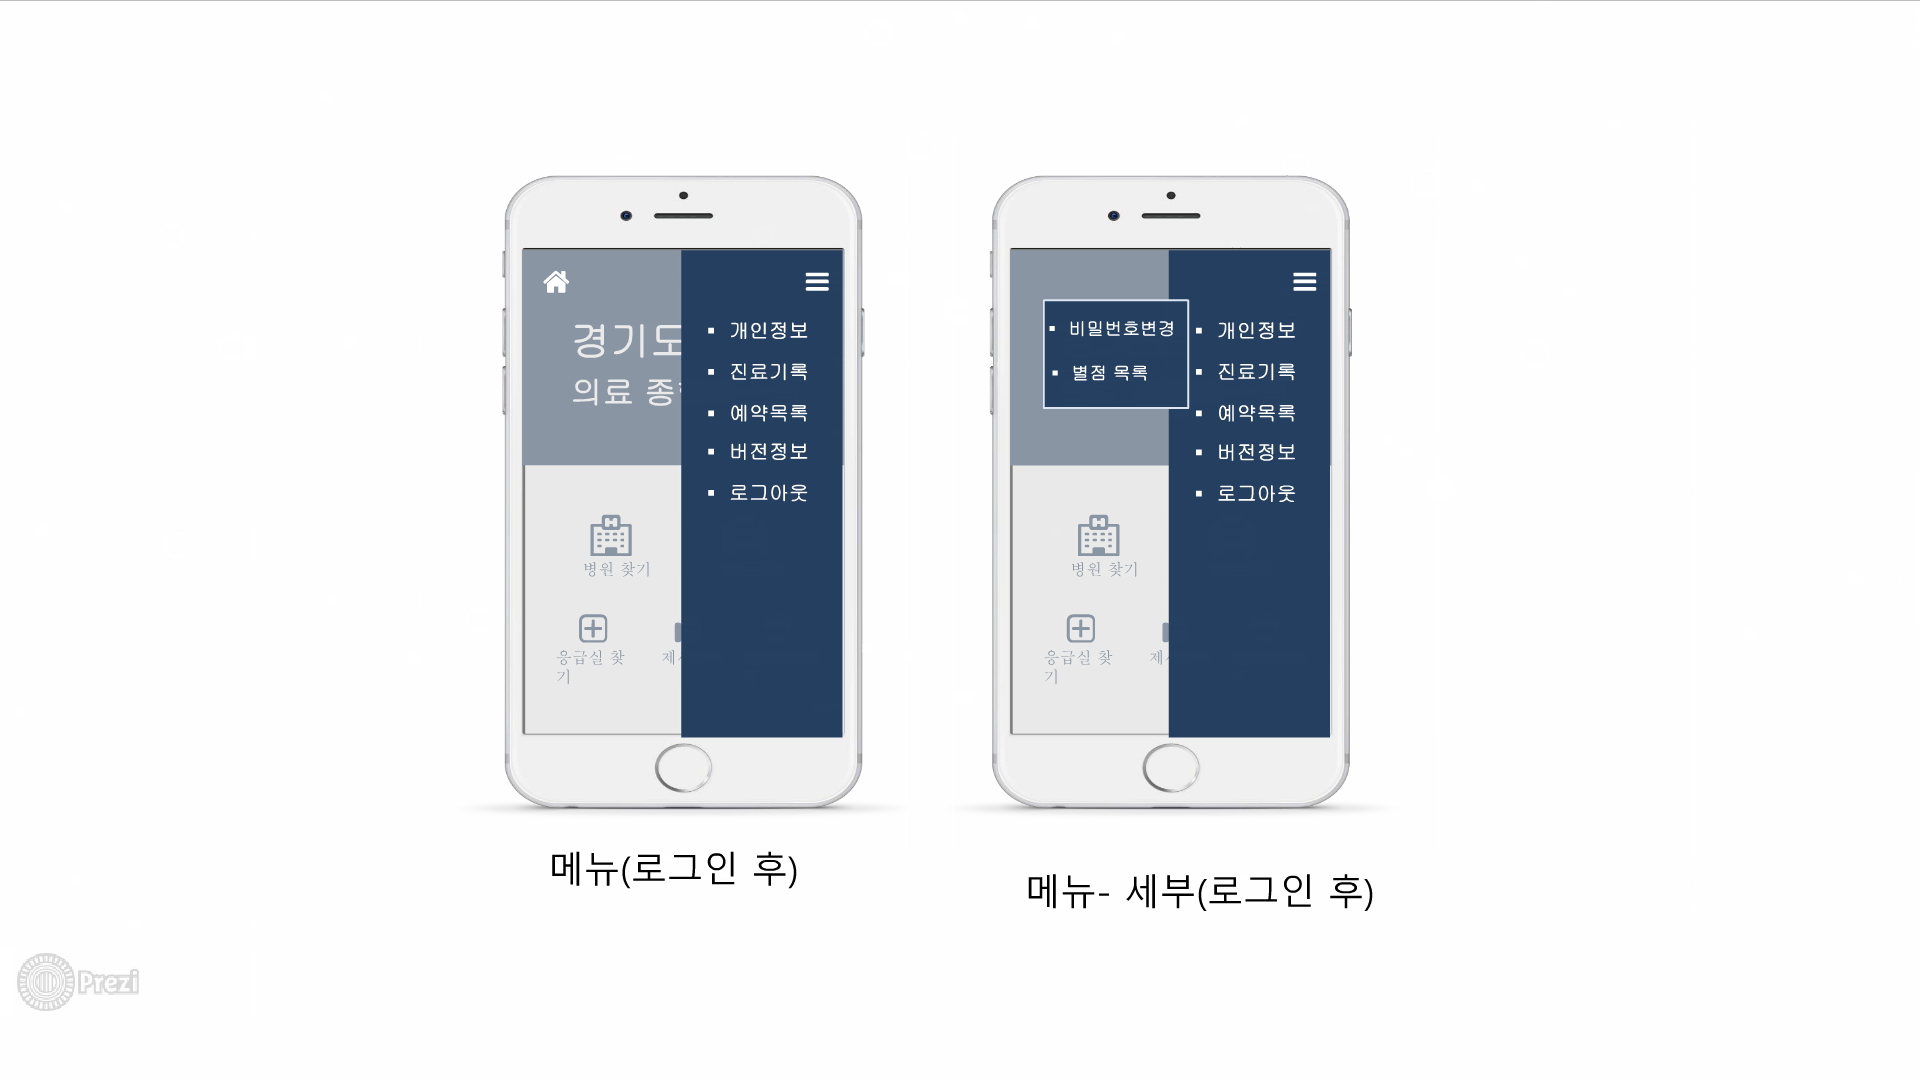 경기도
의료
개인정보
진료기록
예약목록
버전정보
로그아웃
병원 찾기
응급실 찾
기
메뉴(로그인 후)
비밀번호변경
별점 목록
개인정보
진료기록
예약목록
버전정보
로그아웃
병원 찾기
응급실 찾
기
메뉴- 세부(로그인 후)
Prezi